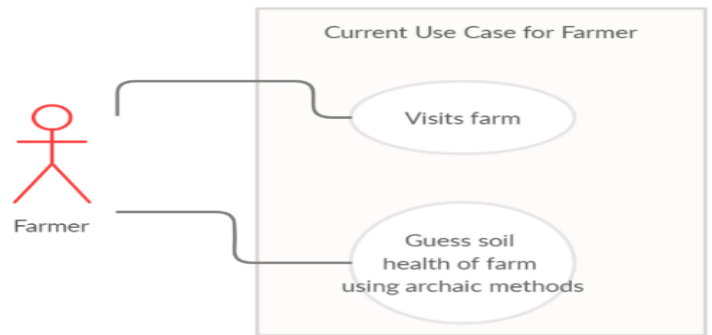 Current Use Case for Farmer
Visits farm
Farmer
Guess soil
health of farm
using archaic methods